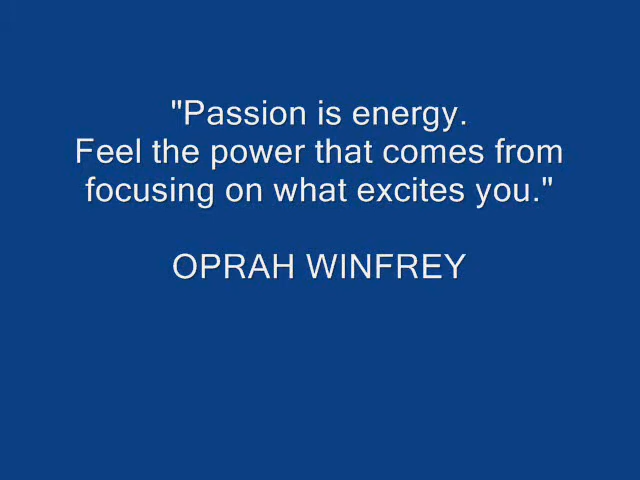 "Passion is energy.
Feel the power that comes from
focusing on what excites you."
OPRAH WINFREY